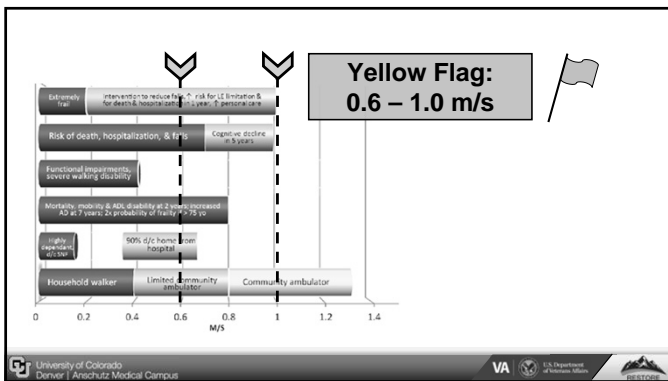 Yellow Flag:
0.6 – 1.0 m/s
Extremely
frail
Intervention to reduce falls, ↑ risk for LE limitation &
for death & hospitalization in 1 year, ↑ personal care
Risk of death, hospitalization, & falls
Cognitive decline
in 5 years
Functional impairments,
severe walking disability
Mortality, mobility & ADL disability at 2 years; increased
AD at 7 years; 2x probability of frailty if > 75 yo
Highly
dependant,
d/c SNF
90% d/c home from
hospital
Household walker
Limited community
ambulator
Community ambulator
0 0.2 0.4 0.6 0.8 1 1.2 1.4
M/S
University of Colorado
Denver | Anschutz Medical Campus
VA
U.S. Department
of Veterans Affairs
RESTORE